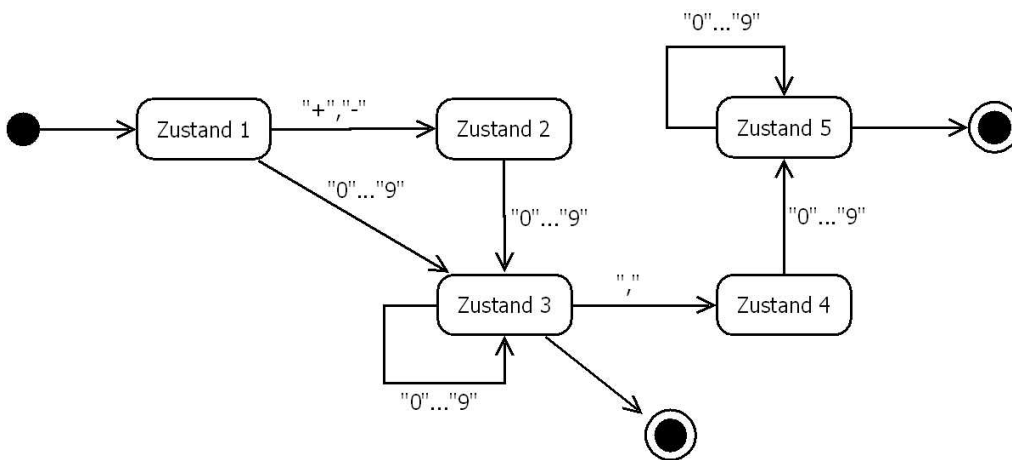 "0"..."9"
Zustand 1
"+","-"
Zustand 2
Zustand 5
"0"..."9"
"0"..."9"
"0"..."9"
Zustand 3
","
Zustand 4
"0"..."9"